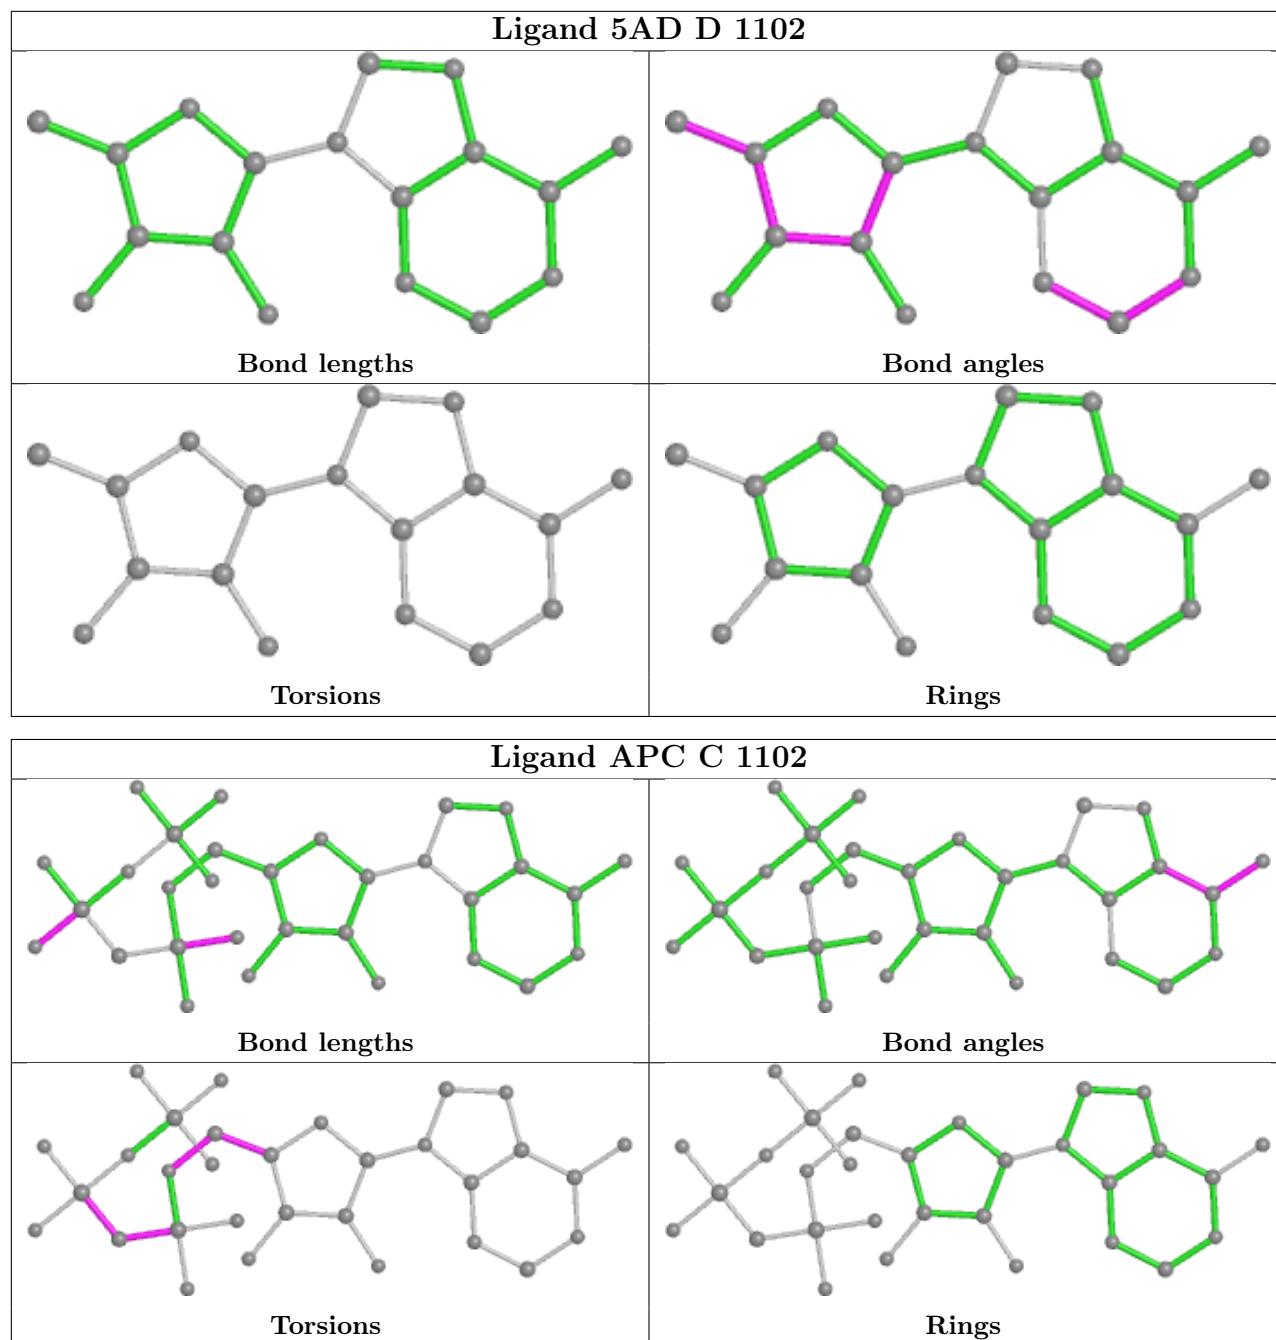 Ligand 5AD D 1102
Bond lengths
Bond angles
Torsions
Rings
Ligand APC C 1102
Bond lengths
Bond angles
Torsions
Rings